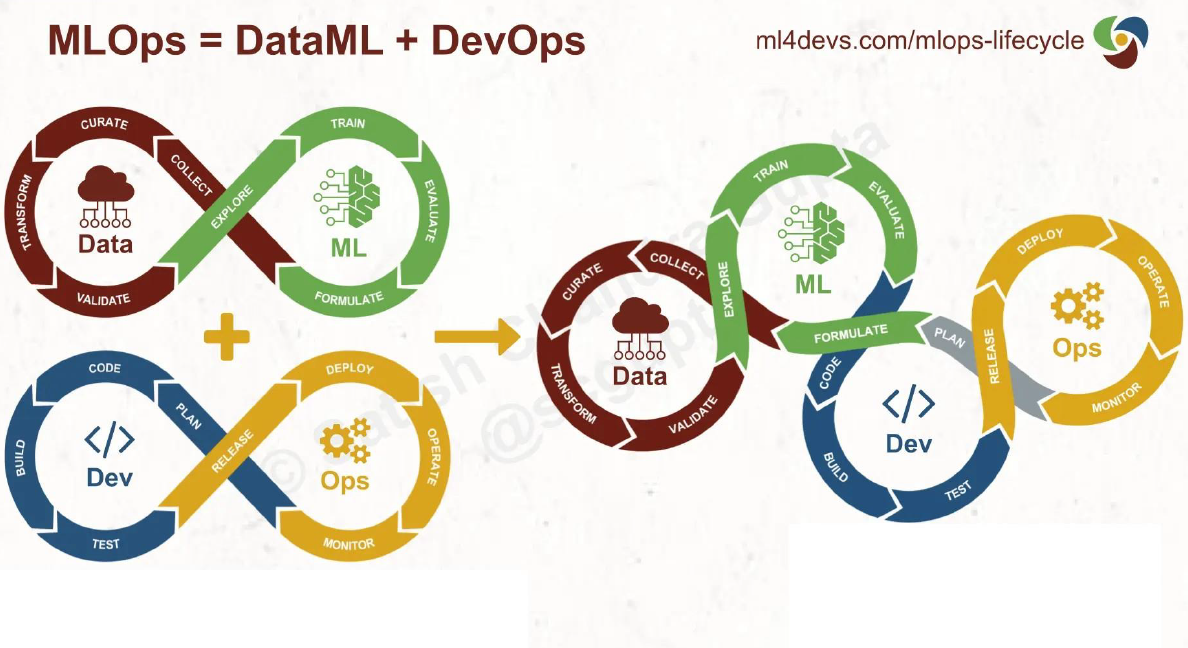 MLOps = DataML + DevOps
ml4devs.com/mlops-lifecycle
CURATE
COLLECT
TRANSFORM
VALIDATE
Data
EXPLORE
TRAIN
EVALUATE
FORMULATE
ML
CODE
PLAN
BUILD
TEST
Dev
RELEASE
DEPLOY
OPERATE
MONITOR
Ops
CURATE
COLLECT
TRANSFORM
VALIDATE
Data
EXPLORE
TRAIN
EVALUATE
FORMULATE
ML
PLAN
CODE
BUILD
TEST
Dev
RELEASE
DEPLOY
OPERATE
MONITOR
Ops